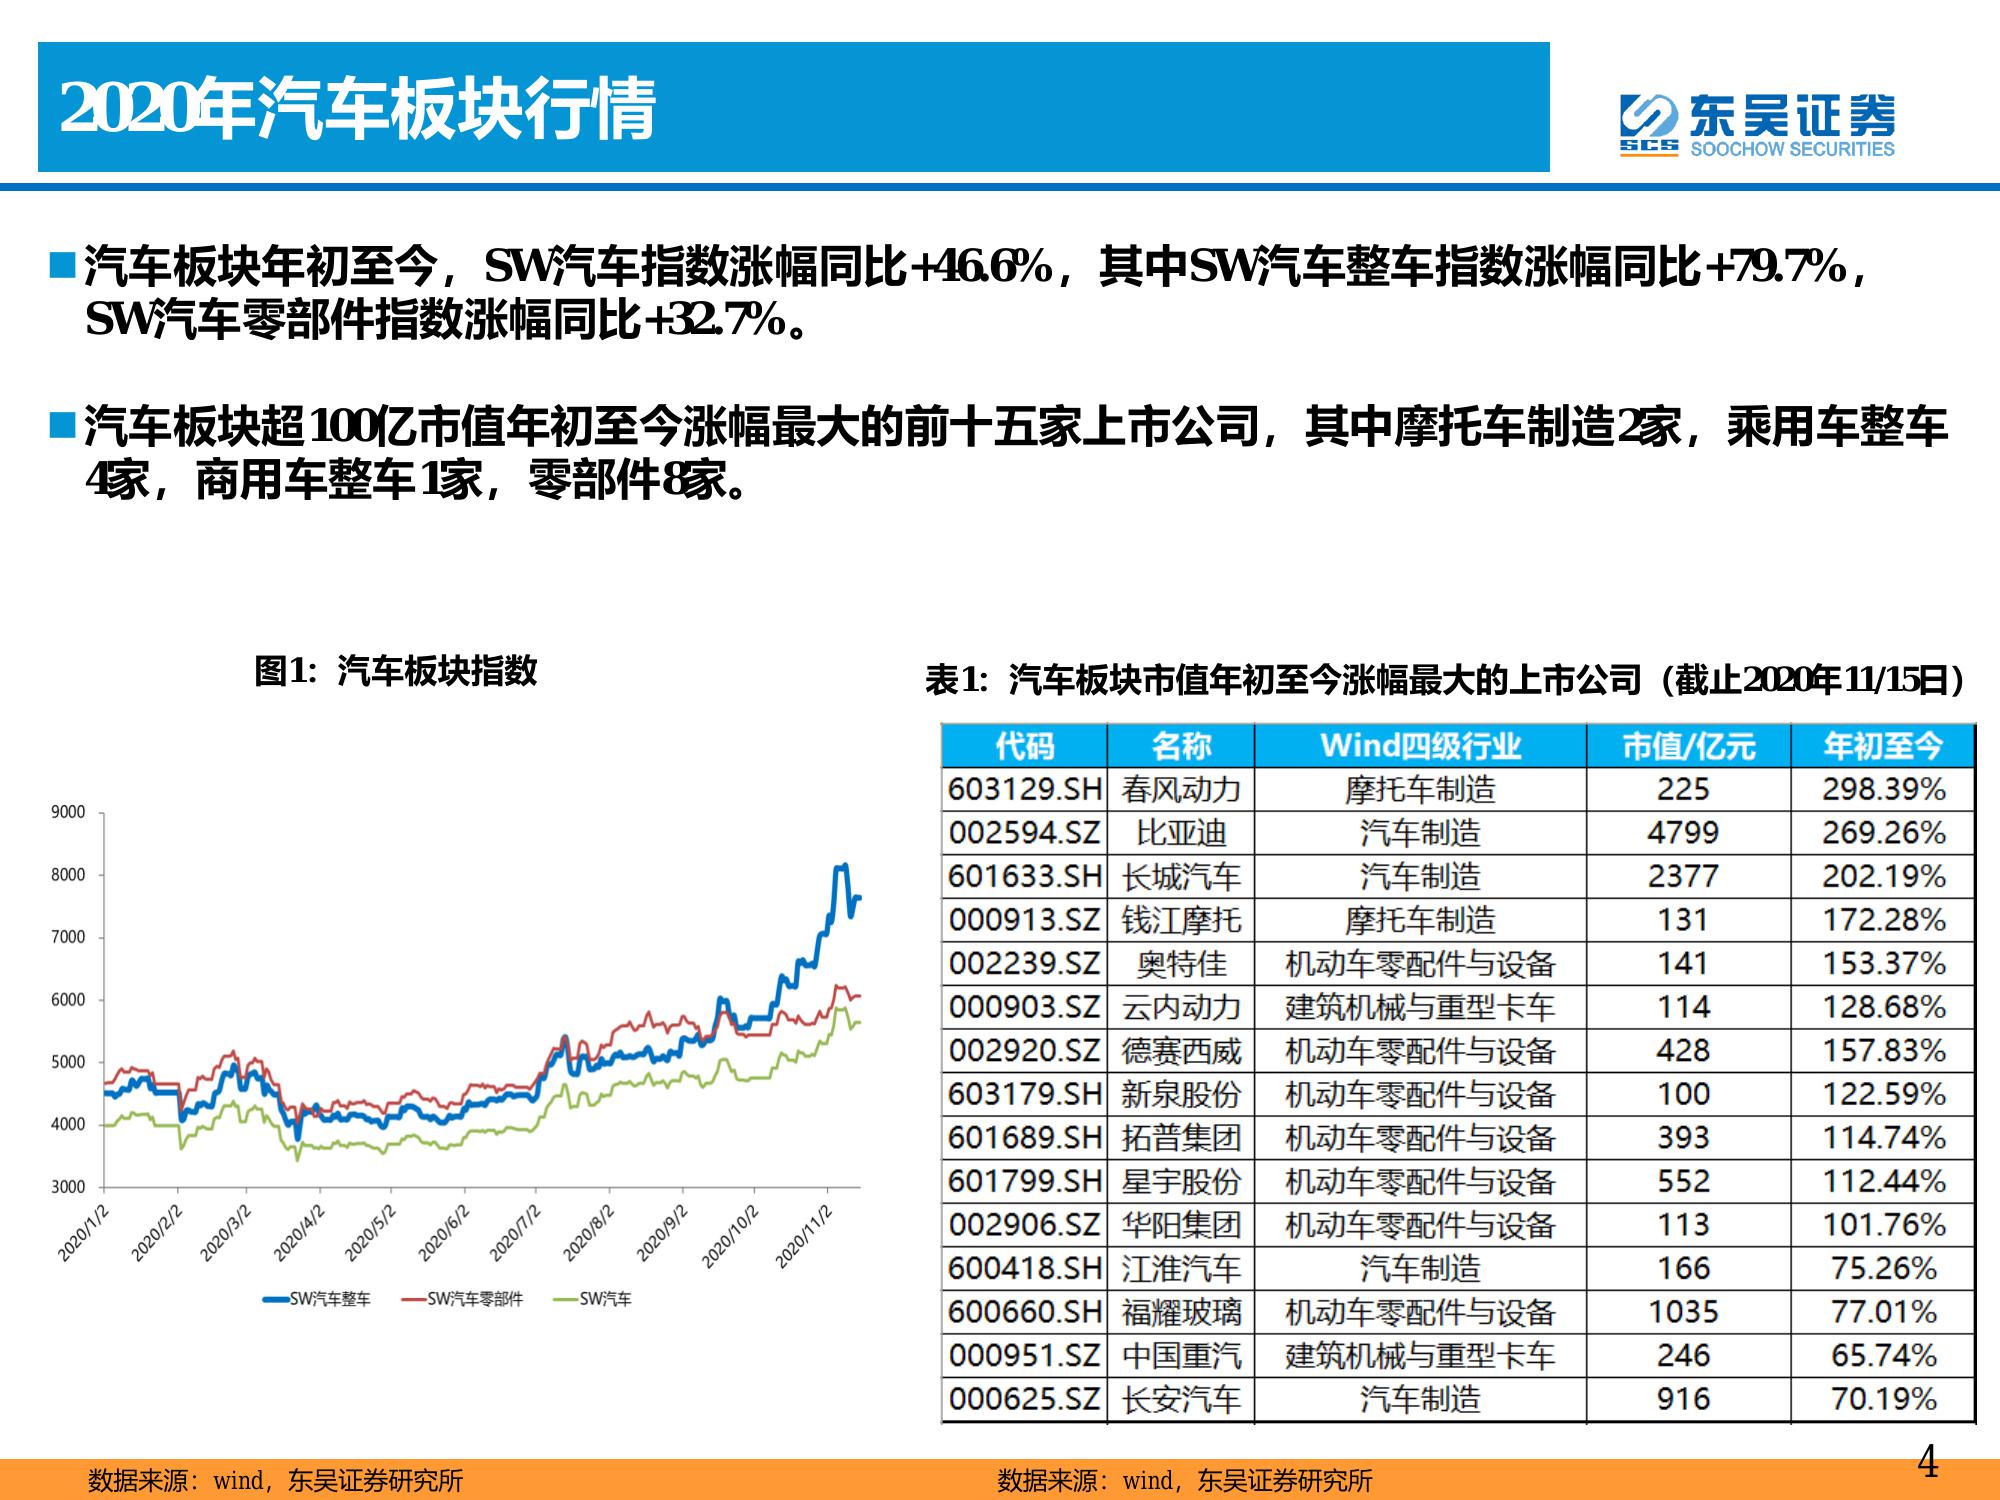 2020年汽车板块行情
东吴证券
SCS
SOOCHOW SECURITIES
■汽车板块年初至今，SW汽车指数涨幅同比+46.6%，其中SW汽车整车指数涨幅同比+79.7%，
SW汽车零部件指数涨幅同比+32.7%。
■汽车板块超100亿市值年初至今涨幅最大的前十五家上市公司，其中摩托车制造2家，乘用车整车
4家，商用车整车1家，零部件8家。
图1：汽车板块指数
9000
8000
7000
6000
5000
4000
3000
2020/1/2 2020/2/2 2020/3/2 2020/4/2 2020/5/2 2020/6/2 2020/7/2 2020/8/2 2020/9/2 2020/10/2 2020/11/2
SW汽车整车 SW汽车零部件 SW汽车
表1：汽车板块市值年初至今涨幅最大的上市公司（截止2020年11/15日）
代码 名称 Wind四级行业 市值/亿元 年初至今
603129.SH 春风动力 摩托车制造 225 298.39%
002594.SZ 比亚迪 汽车制造 4799 269.26%
601633.SH 长城汽车 汽车制造 2377 202.19%
000913.SZ 钱江摩托 摩托车制造 131 172.28%
002239.SZ 奥特佳 机动车零配件与设备 141 153.37%
000903.SZ 云内动力 建筑机械与重型卡车 114 128.68%
002920.SZ 德赛西威 机动车零配件与设备 428 157.83%
603179.SH 新泉股份 机动车零配件与设备 100 122.59%
601689.SH 拓普集团 机动车零配件与设备 393 114.74%
601799.SH 星宇股份 机动车零配件与设备 552 112.44%
002906.SZ 华阳集团 机动车零配件与设备 113 101.76%
600418.SH 江淮汽车 汽车制造 166 75.26%
600660.SH 福耀玻璃 机动车零配件与设备 1035 77.01%
000951.SZ 中国重汽 建筑机械与重型卡车 246 65.74%
000625.SZ 长安汽车 汽车制造 916 70.19%
数据来源：wind，东吴证券研究所
数据来源：wind，东吴证券研究所
4